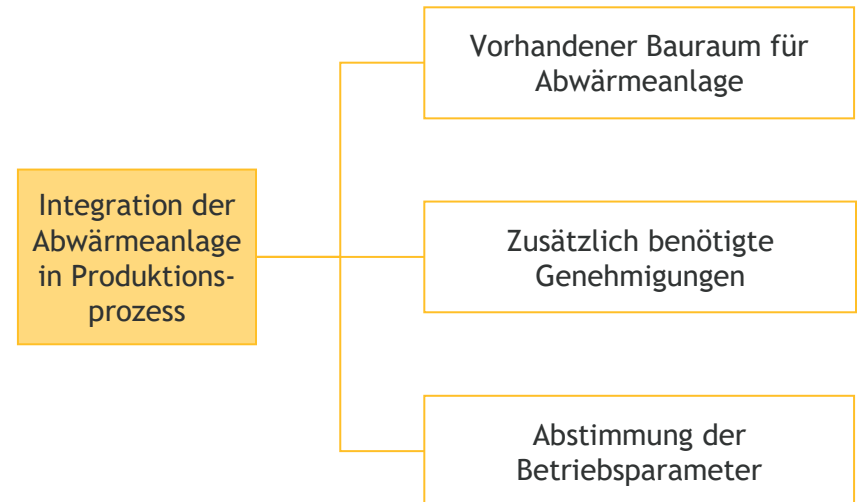 Vorhandener Bauraum für
Abwärmeanlage
Integration der
Abwärmeanlage
in Produktions-
prozess
Zusätzlich benötigte
Genehmigungen
Abstimmung der
Betriebsparameter